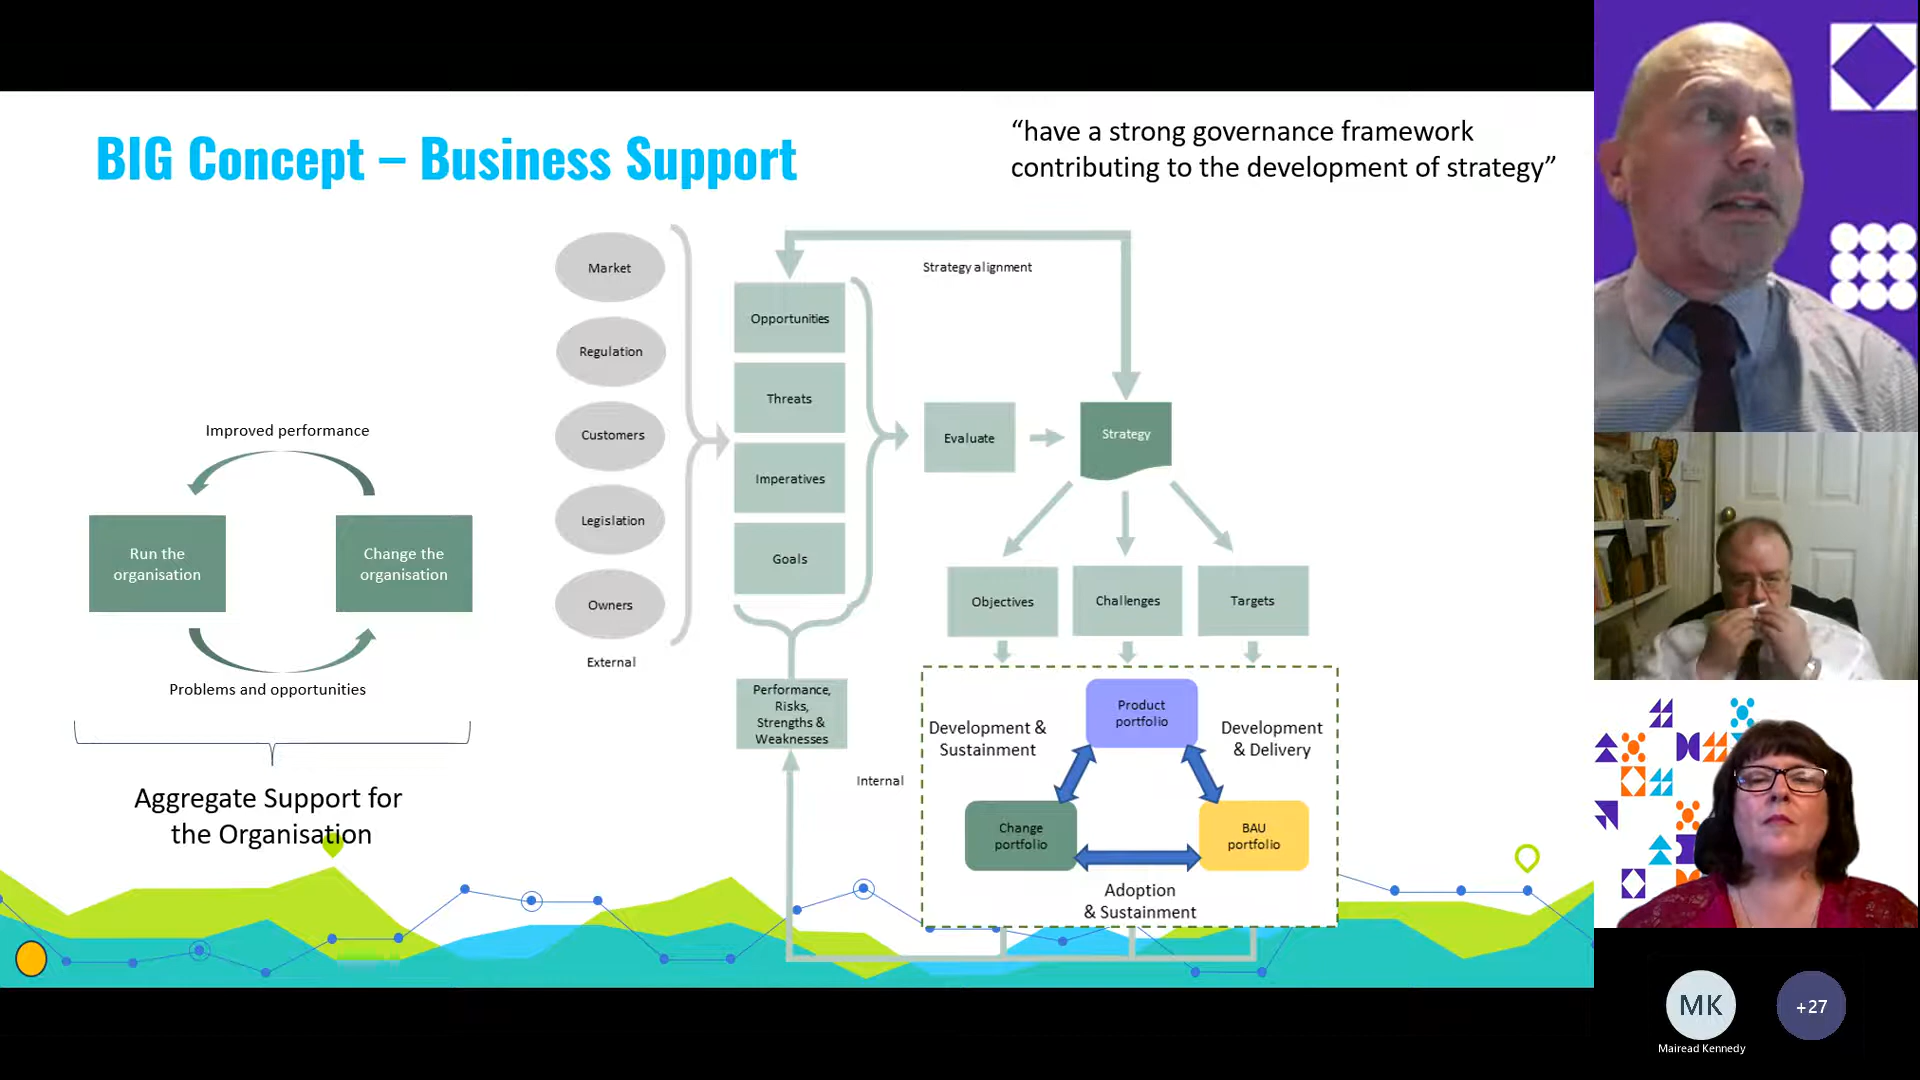 BIG Concept – Business Support
“have a strong governance framework
contributing to the development of strategy”
Improved performance
Run the
organisation
Change the
organisation
Problems and opportunities
Aggregate Support for
the Organisation
Market
Regulation
Customers
Legislation
Owners
External
Opportunities
Threats
Imperatives
Goals
Performance,
Risks,
Strengths &
Weaknesses
Internal
Strategy alignment
Evaluate
Strategy
Objectives
Challenges
Targets
Product
portfolio
Development &
Sustainment
Development
& Delivery
Change
portfolio
BAU
portfolio
Adoption
& Sustainment
MK
Mairead Kennedy
+27